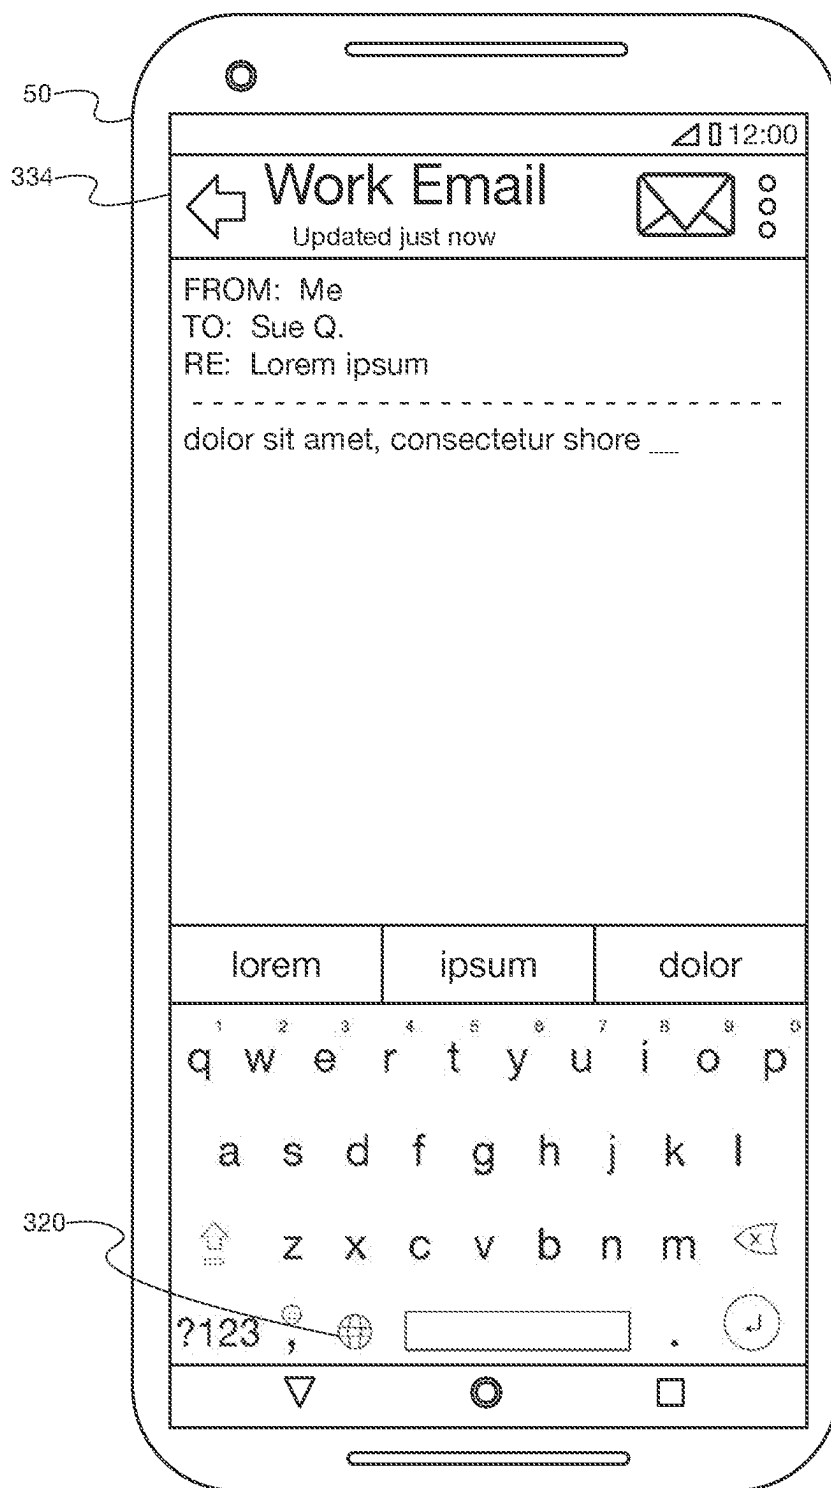 50
12:00
334
Work Email
Updated just now
FROM: Me
TO: Sue Q.
RE: Lorem ipsum
dolor sit amet, consectetur shore
lorem ipsum dolor
1 2 3 4 5 6 7 8 9 0
q w e r t y u i o p
a s d f g h j k l
320
z x c v b n m
?123 , .